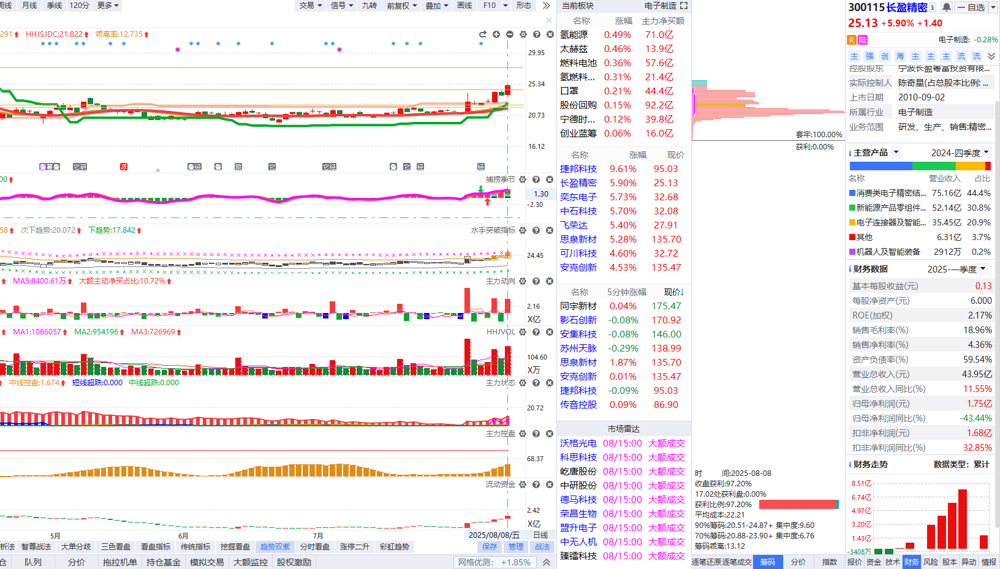 周线 月线 季线 120分 更多
交易 信号 九转 前复权 叠加 画线 F10 形态
291 HHJSJDC:21.822 乖离率:12.735
29.95
25.34
20.73
16.12
派
捕捞季节
1.30
-2.30
58 次下趋势:20.072 下趋势:17.842
水手突破指标
24.45
MA5:8400.61万 大额主动净买占比:10.72%
主力动向
2.16
X亿
MA1:1086057 MA2:954196 MA3:726969
HHJVOL
104.60
X万
中线控盘:1.674 短线超跌:0.000 中线超跌:0.000
主力状态
20.72
主力控盘
68.37
流动资金
2.42
X亿
5月 6月 7月 2025/08/08/五 日线
析法 智尊战法 大单分歧 三色看盘 看盘指标 传统指标 挖掘看盘 趋势双紫 分时看盘 涨停二升 彩虹趋势 保存 管理 战法
仓 队列 分价 拖拉机单 持仓基金 模拟交易 大额监控 股权激励 网格优测: +1.85%
当前板块 电子制造
名称 涨幅 主力净买额
氢能源 0.49% 71.0亿
太赫兹 0.46% 13.9亿
燃料电池 0.36% 57.6亿
氢燃料... 0.31% 21.4亿
口罩 0.21% 44.4亿
股份回购 0.15% 92.2亿
宁德时... 0.12% 39.8亿
创业蓝筹 0.06% 16.0亿
名称 涨幅 现价
捷邦科技 9.61% 95.03
长盈精密 5.90% 25.13
奕东电子 5.73% 32.68
中石科技 5.70% 32.08
飞荣达 5.40% 27.91
思泉新材 5.28% 135.70
可川科技 4.60% 32.72
安克创新 4.53% 135.47
名称 5分钟涨幅 现价↓
同宇新材 0.04% 175.47
影石创新 -0.08% 170.92
安集科技 -0.08% 146.00
苏州天脉 -0.29% 138.99
思泉新材 1.87% 135.70
安克创新 0.01% 135.47
捷邦科技 -0.09% 95.03
传音控股 0.09% 86.90
市场雷达
沃格光电 08/15:00 大额成交
科思科技 08/15:00 大额成交
屹唐股份 08/15:00 大额成交
中研股份 08/15:00 大额成交
德马科技 08/15:00 大额成交
荣昌生物 08/15:00 大额成交
盟升电子 08/15:00 大额成交
中无人机 08/15:00 大额成交
臻镭科技 08/15:00 大额成交
套牢:100.00%
获利:0.00%
时 间:2025-08-08
收盘获利:97.20%
17.02处获利盘:0.00%
获利比例:97.20%
平均成本:22.21
90%筹码:20.51-24.87+ 集中度:9.60
70%筹码:20.88-23.90+ 集中度:6.76
筹码乖离:13.12
逐笔还原 逐笔成交 筹码 分价 指数
300115 长盈精密 自选
25.13 +5.90% +1.40
R 陆 电子制造: -0.28%
主 强 创 海 主 主 主 流 流
控股股东 宁波长盈粤富投资有限...
实际控制人 陈奇星(占总股本比例: ...
上市日期 2010-09-02
所属行业 电子制造
业务范围 研发、生产、销售:精密...
主营产品 2024-四季度
名称 营业收入 占比
消费类电子精密结... 75.16亿 44.4%
新能源产品零组件... 52.14亿 30.8%
电子连接器及智能... 35.45亿 20.9%
其他 6.31亿 3.7%
机器人及智能装备 2912万 0.2%
财务数据 2025-一季度
基本每股收益(元) 0.13
每股净资产(元) 6.000
ROE(加权) 2.17%
销售毛利率(%) 18.96%
销售净利率(%) 4.36%
资产负债率(%) 59.54%
营业总收入(元) 43.95亿
营业总收入同比(%) 11.55%
归母净利润(元) 1.75亿
归母净利润同比(%) -43.44%
扣非净利润(元) 1.68亿
扣非净利润同比(%) 32.85%
财务走势 数据类型：累计
8.51亿
6.74亿
4.97亿
3.20亿
1.43亿
-3408万
报价 资金 技术 财务 风险 股本 异动 情报